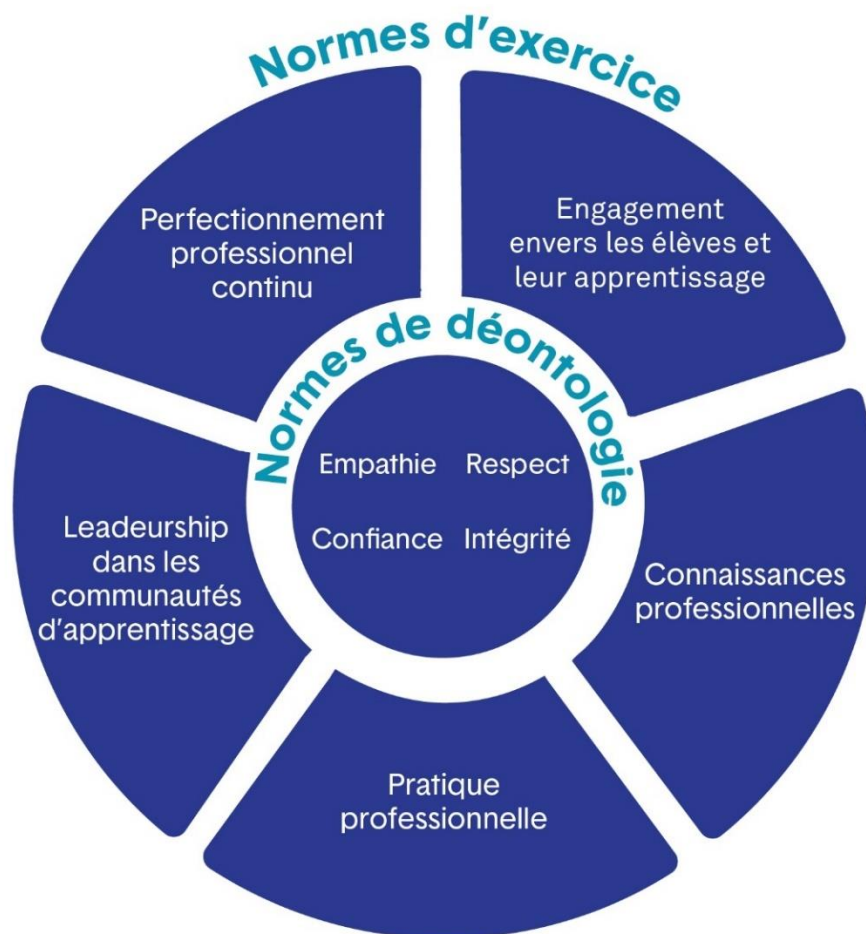 Normes d’exercice
Perfectionnement
professionnel
continu
Engagement
envers les élèves et
leur apprentissage
Normes de déontologie
Empathie Respect
Confiance Intégrité
Leadeurship
dans les
communautés
d’apprentissage
Connaissances
professionnelles
Pratique
professionnelle